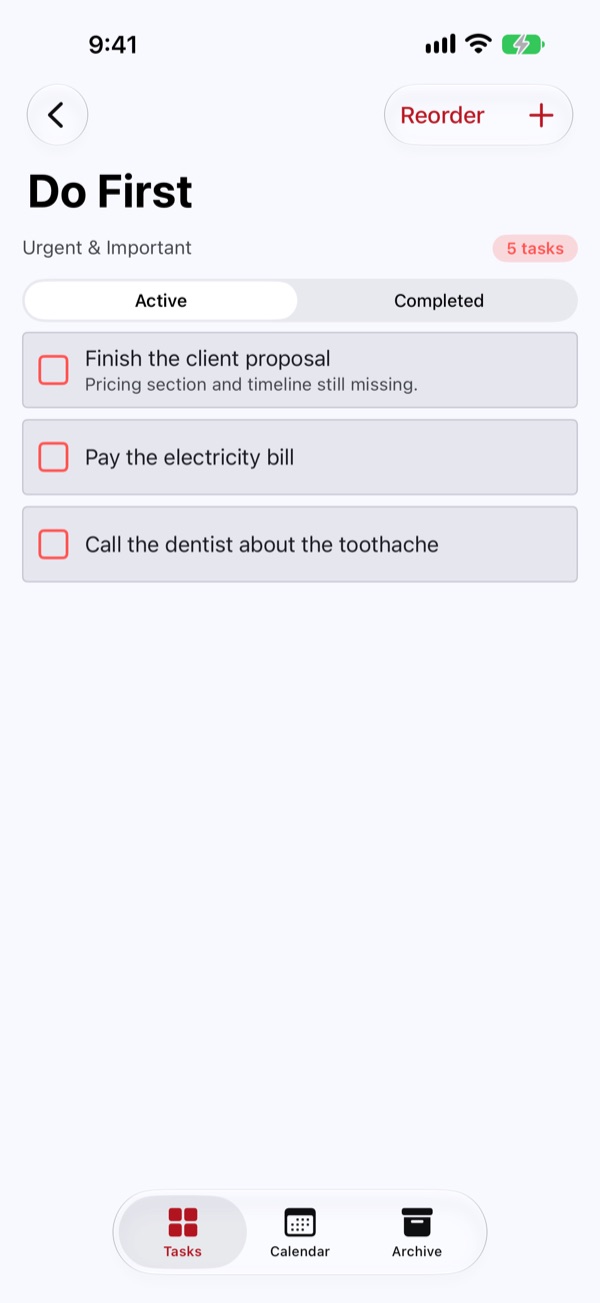 9:41
Reorder
Do First
Urgent & Important
5 tasks
Active
Completed
Finish the client proposal
Pricing section and timeline still missing.
Pay the electricity bill
Call the dentist about the toothache
Tasks
Calendar
Archive